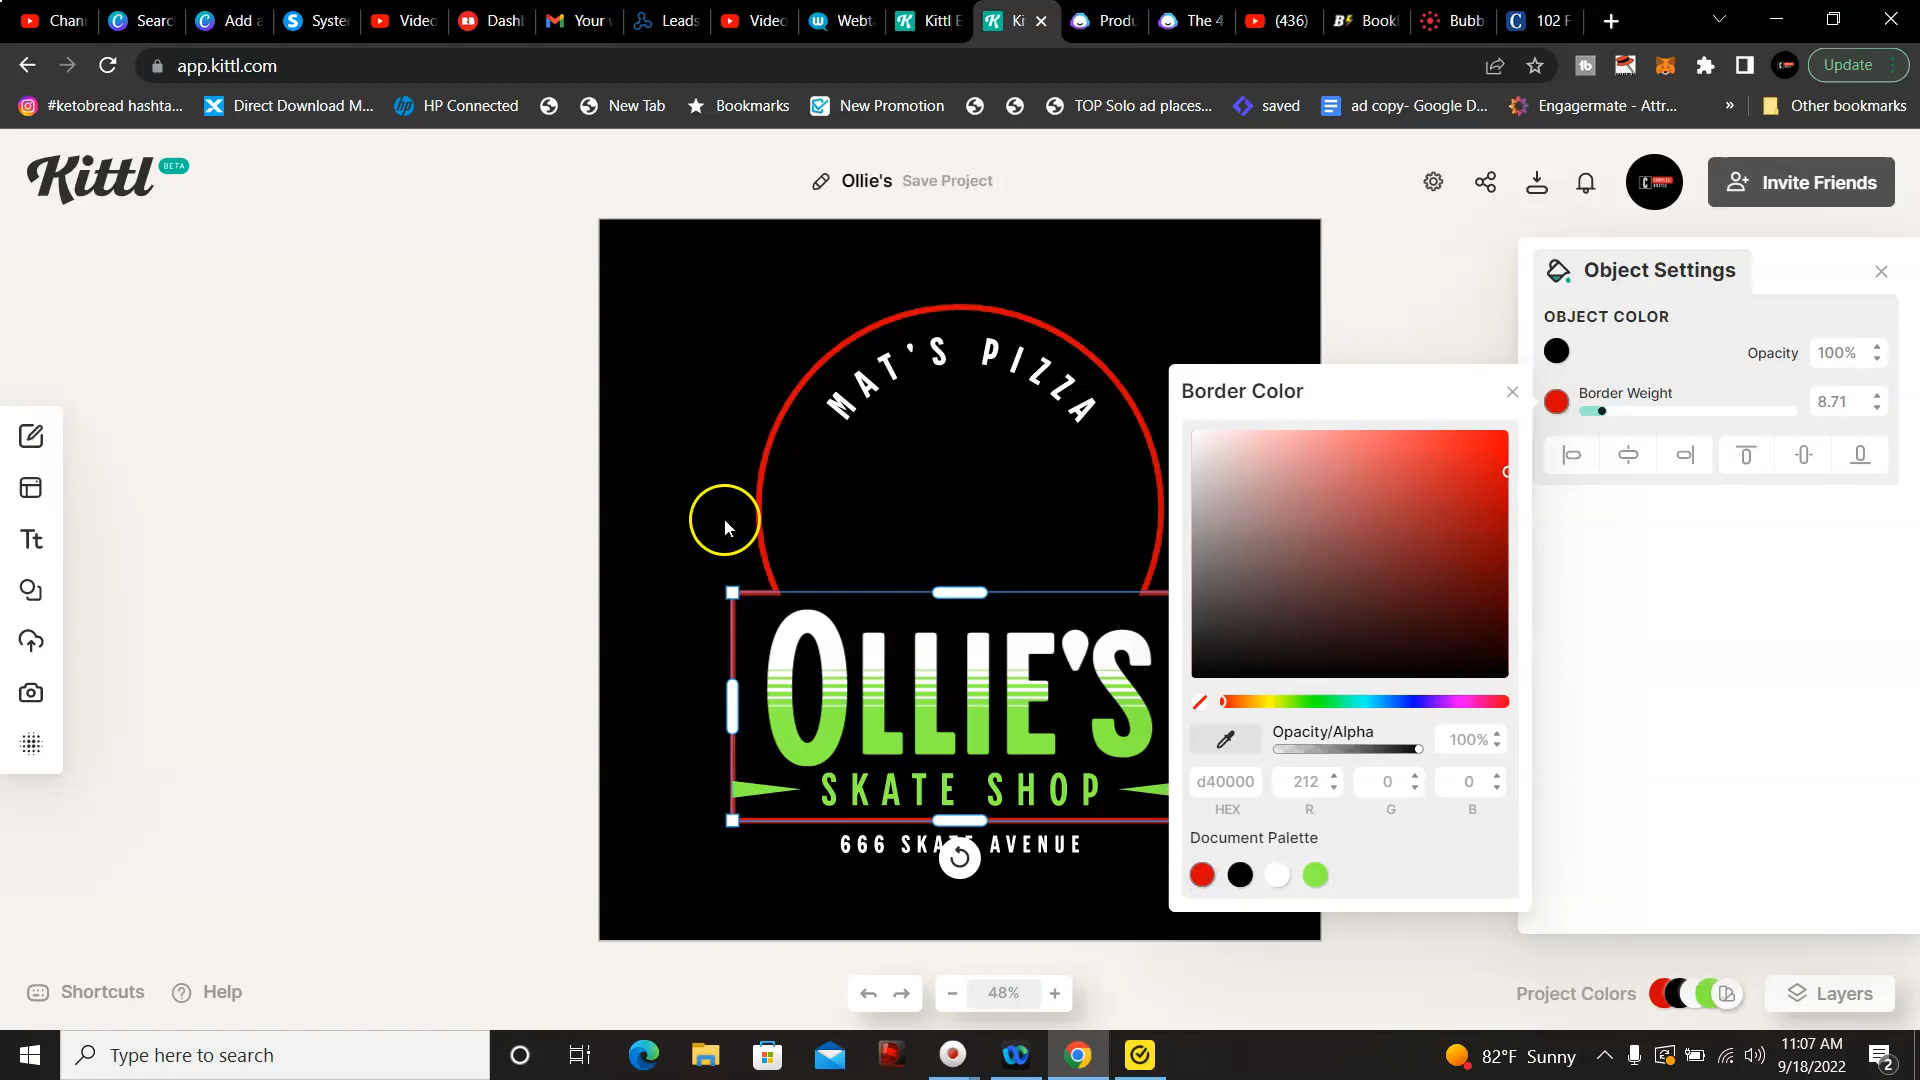 Chan
Searc
Add a
Syster
Video
Dash
Your v
Leads
Video
Webt
Kittl E
Ki
Produ
The 4
(436)
Book
Bubb
102 F
app.kittl.com
Update
#ketobread hashta...
Direct Download M...
HP Connected
New Tab
Bookmarks
New Promotion
TOP Solo ad places...
saved
ad copy- Google D...
Engagermate - Attr...
»
Other bookmarks
Kittl BETA
Ollie's Save Project
Invite Friends
Object Settings
OBJECT COLOR
Opacity 100%
Border Weight 8.71
MAT'S PIZZA
OLLIE'S
SKATE SHOP
666 SKATE AVENUE
Border Color
Opacity/Alpha 100%
d40000 212 0 0
HEX R G B
Document Palette
Tt
Shortcuts
Help
48%
Project Colors
Layers
Type here to search
82°F Sunny
11:07 AM
9/18/2022
2